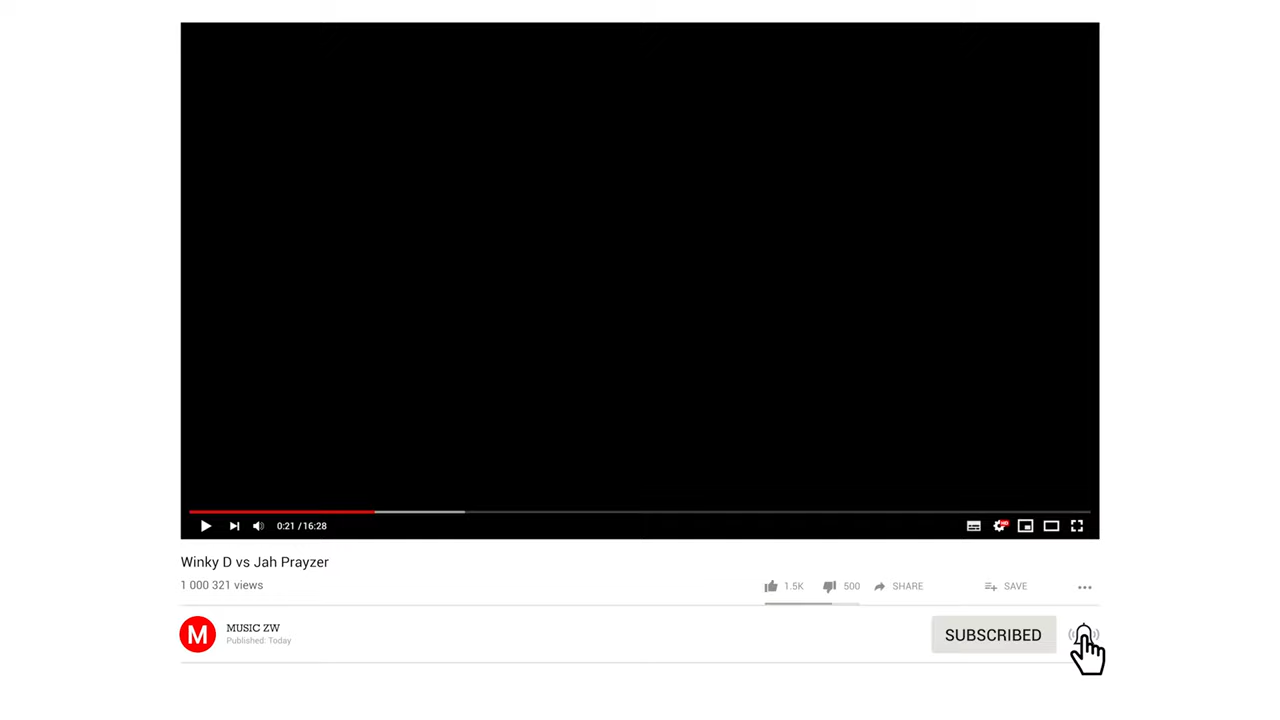 0:21 / 16:28
HD
Winky D vs Jah Prayzer
1 000 321 views
1.5K 500 SHARE SAVE
M
MUSIC ZW
Published: Today
SUBSCRIBED